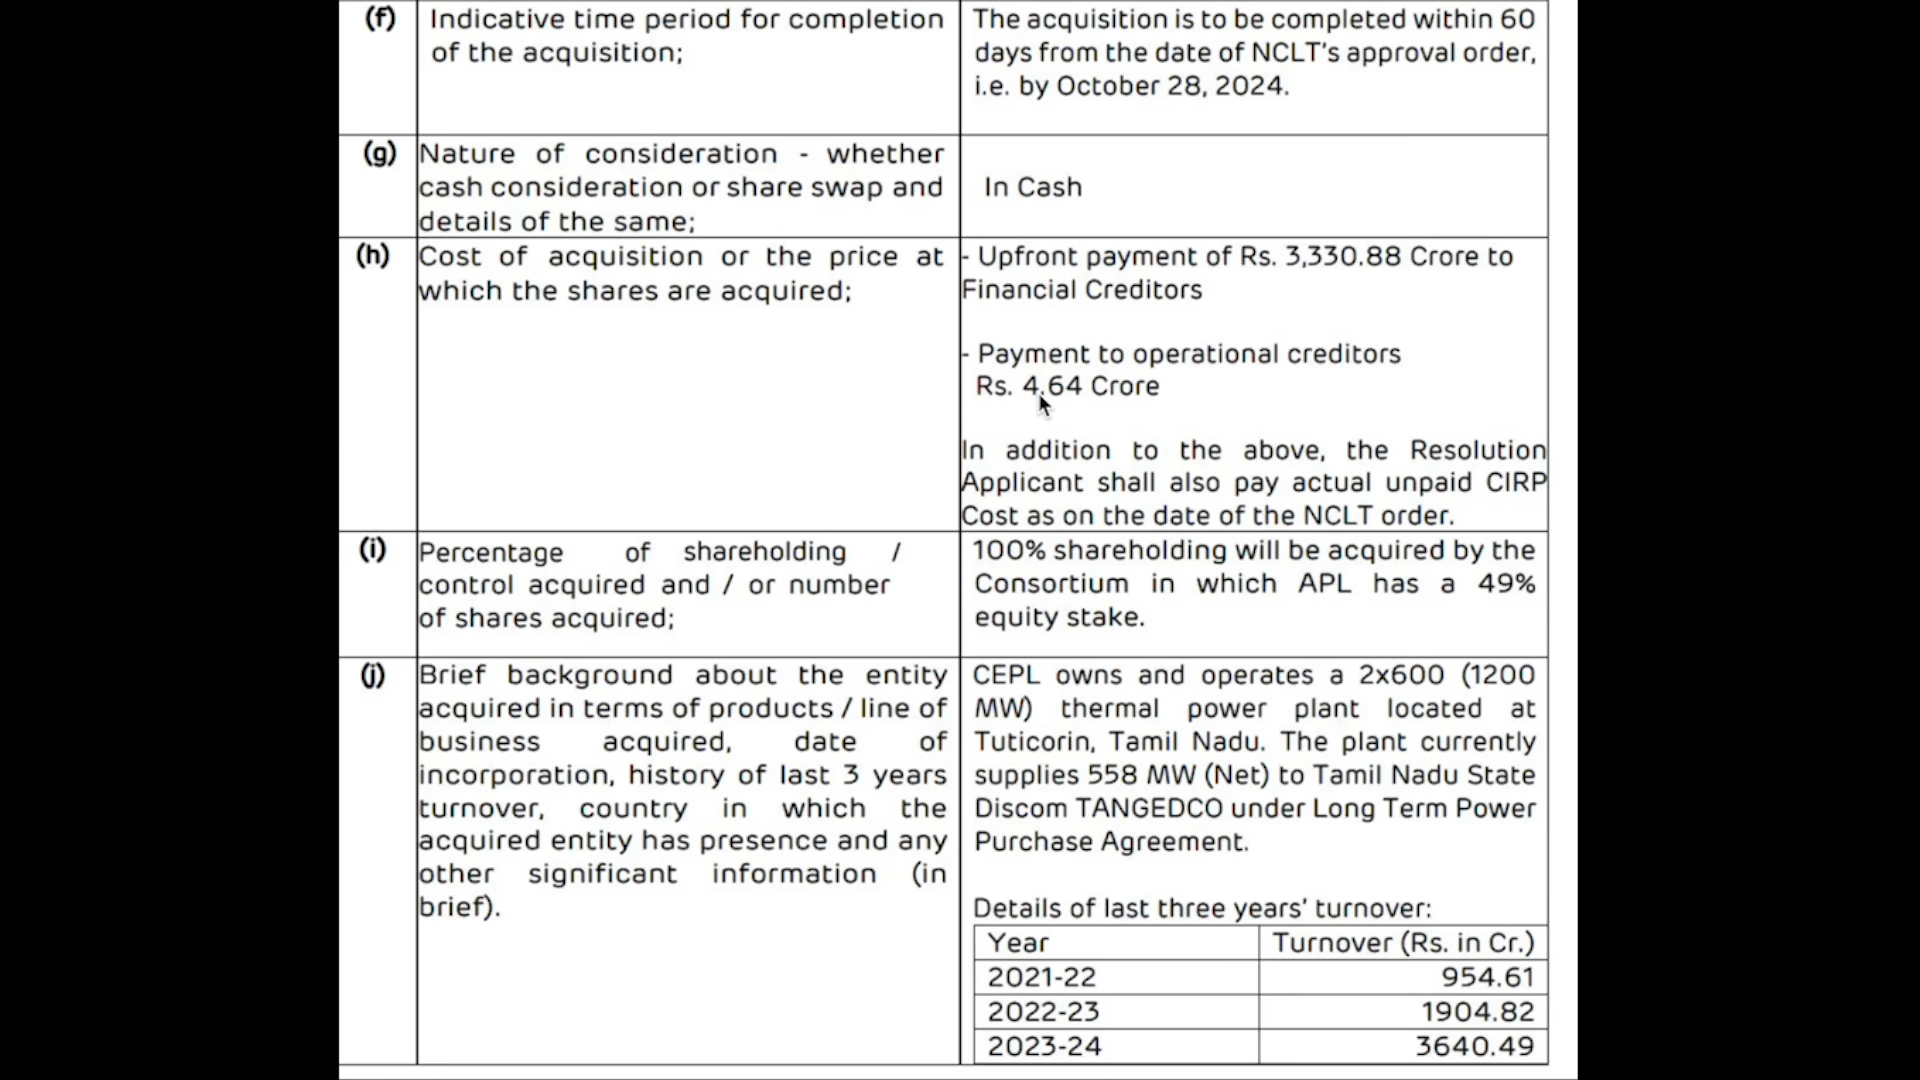 (f) Indicative time period for completion
of the acquisition;
The acquisition is to be completed within 60
days from the date of NCLT's approval order,
i.e. by October 28, 2024.
(g) Nature of consideration - whether
cash consideration or share swap and
details of the same;
In Cash
(h) Cost of acquisition or the price at
which the shares are acquired;
- Upfront payment of Rs. 3,330.88 Crore to
Financial Creditors
- Payment to operational creditors
Rs. 4.64 Crore
In addition to the above, the Resolution
Applicant shall also pay actual unpaid CIRP
Cost as on the date of the NCLT order.
(i) Percentage of shareholding /
control acquired and / or number
of shares acquired;
100% shareholding will be acquired by the
Consortium in which APL has a 49%
equity stake.
(j) Brief background about the entity
acquired in terms of products / line of
business acquired, date of
incorporation, history of last 3 years
turnover, country in which the
acquired entity has presence and any
other significant information (in
brief).
CEPL owns and operates a 2x600 (1200
MW) thermal power plant located at
Tuticorin, Tamil Nadu. The plant currently
supplies 558 MW (Net) to Tamil Nadu State
Discom TANGEDCO under Long Term Power
Purchase Agreement.
Details of last three years' turnover:
Year Turnover (Rs. in Cr.)
2021-22 954.61
2022-23 1904.82
2023-24 3640.49